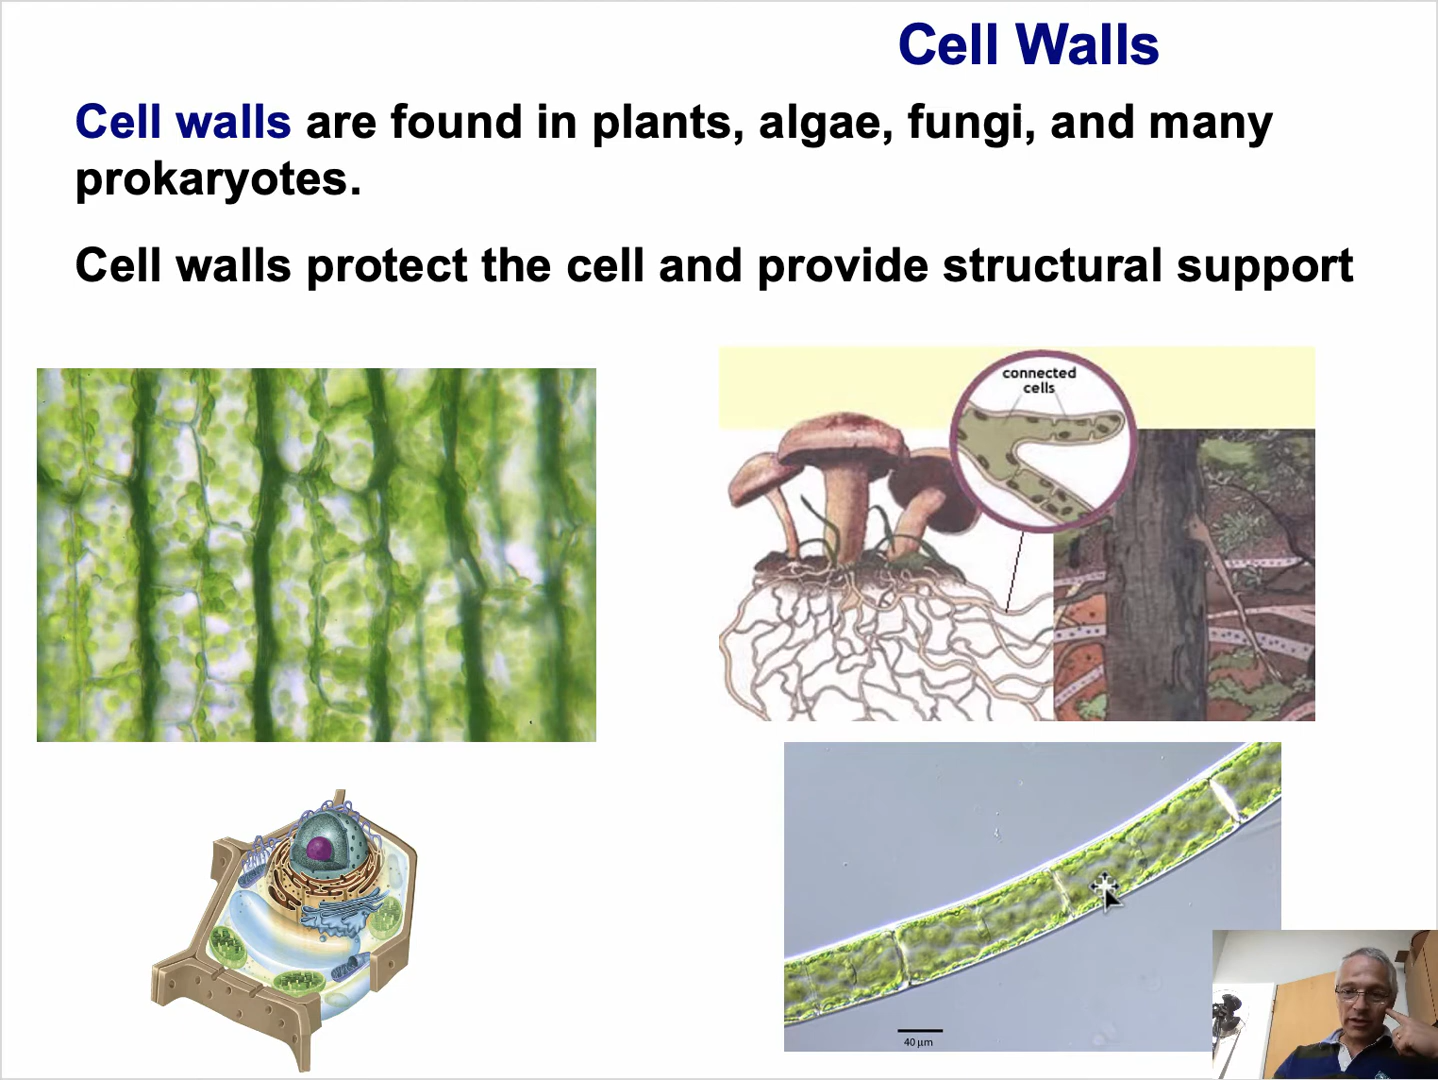 Cell Walls
Cell walls are found in plants, algae, fungi, and many
prokaryotes.
Cell walls protect the cell and provide structural support
connected
cells
40 µm